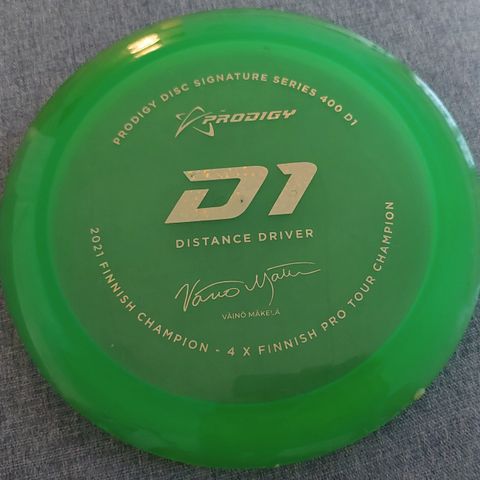 PRODIGY DISC SIGNATURE SERIES 400 D1
PRODIGY
D1
DISTANCE DRIVER
Väinö Mäkelä
VÄINÖ MÄKELÄ
2021 FINNISH CHAMPION - 4 X FINNISH PRO TOUR CHAMPION